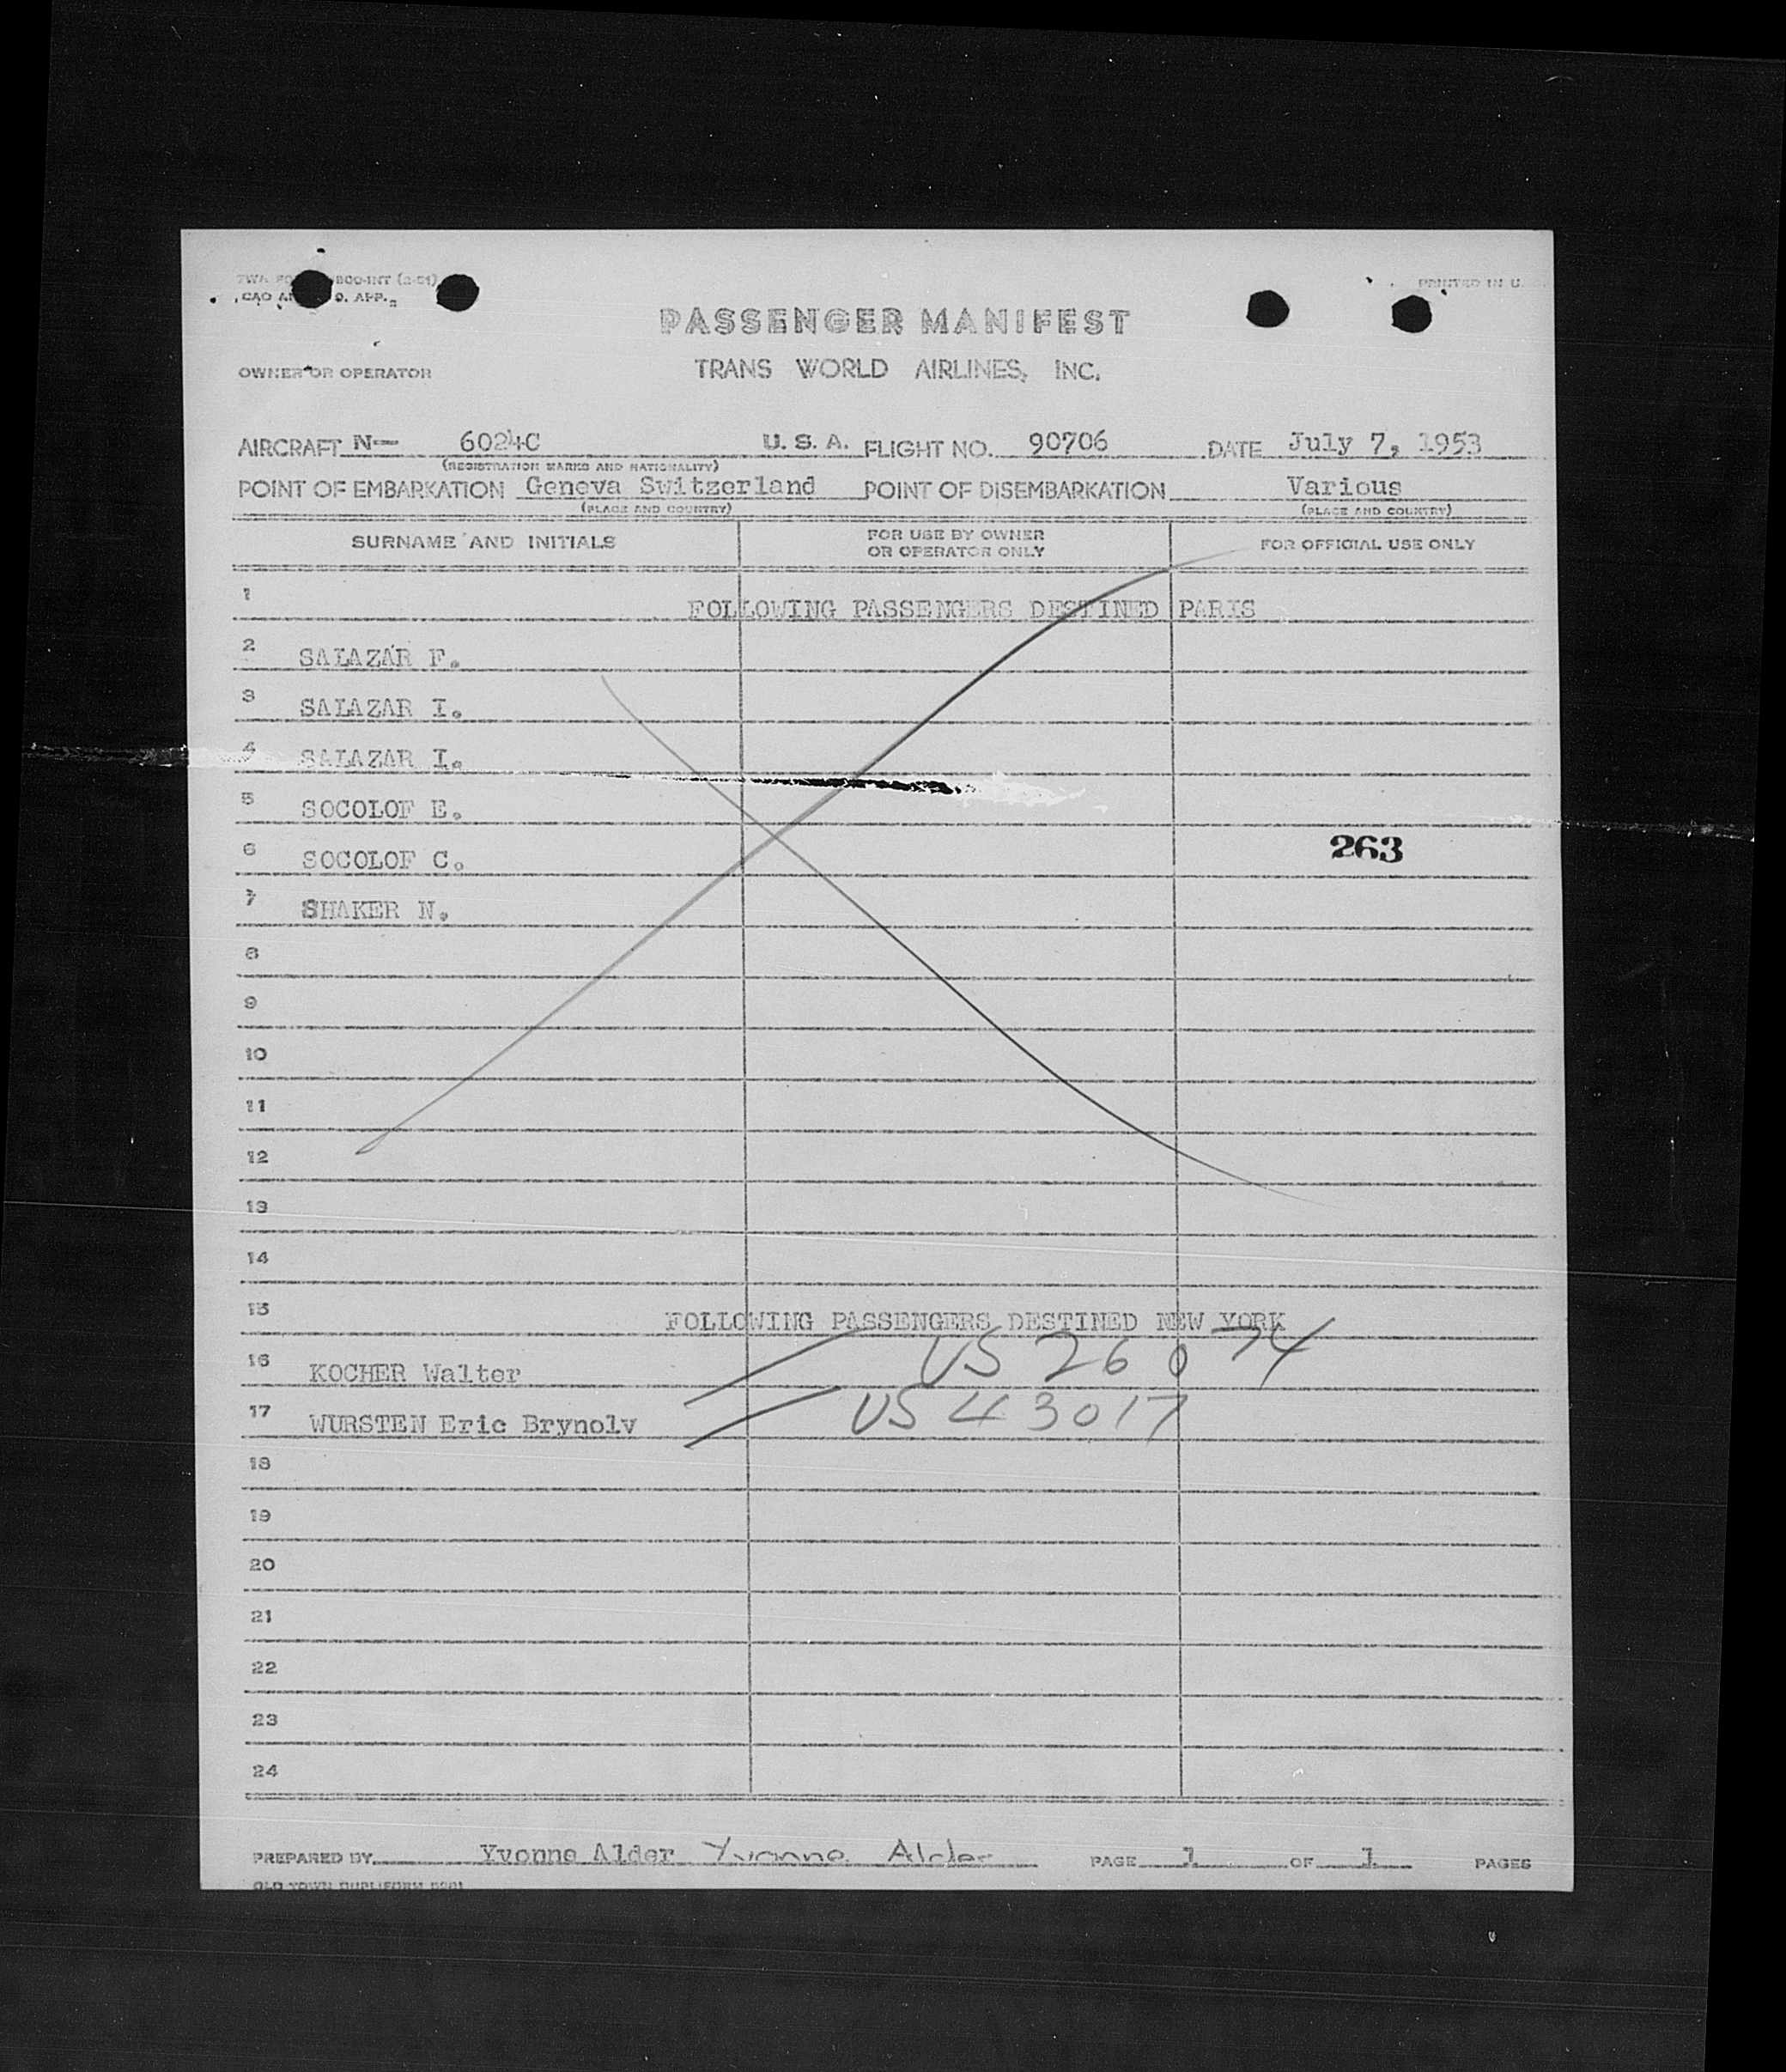 PRINTED IN U.
PASSENGER MANIFEST
OWNER OR OPERATOR TRANS WORLD AIRLINES, INC.
AIRCRAFT N— 6024C U. S. A. FLIGHT NO. 90706 DATE July 7, 1953
(REGISTRATION MARKS AND NATIONALITY)
POINT OF EMBARKATION Geneva Switzerland POINT OF DISEMBARKATION Various
(PLACE AND COUNTRY) (PLACE AND COUNTRY)
SURNAME AND INITIALS FOR USE BY OWNER OR OPERATOR ONLY FOR OFFICIAL USE ONLY
1 FOLLOWING PASSENGERS DESTINED PARIS
2 SALAZAR F.
3 SALAZAR I.
4 SALAZAR I.
5 SOCOLOF E.
6 SOCOLOF C. 263
7 SHAKER N.
8
9
10
11
12
13
14
15 FOLLOWING PASSENGERS DESTINED NEW YORK
16 KOCHER Walter US 26 0 74
17 WURSTEN Eric Brynolv US 43017
18
19
20
21
22
23
24
PREPARED BY Yvonne Alder Yvonne Alder PAGE 1 OF 1 PAGES